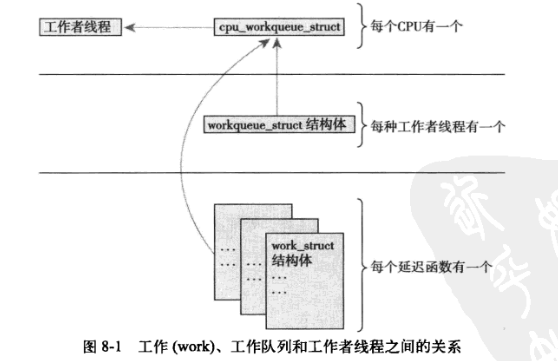 工作者线程
cpu_workqueue_struct
每个CPU有一个
workqueue_struct 结构体
每种工作者线程有一个
work_struct
结构体
...
...
...
...
...
...
每个延迟函数有一个
图 8-1 工作 (work)、工作队列和工作者线程之间的关系